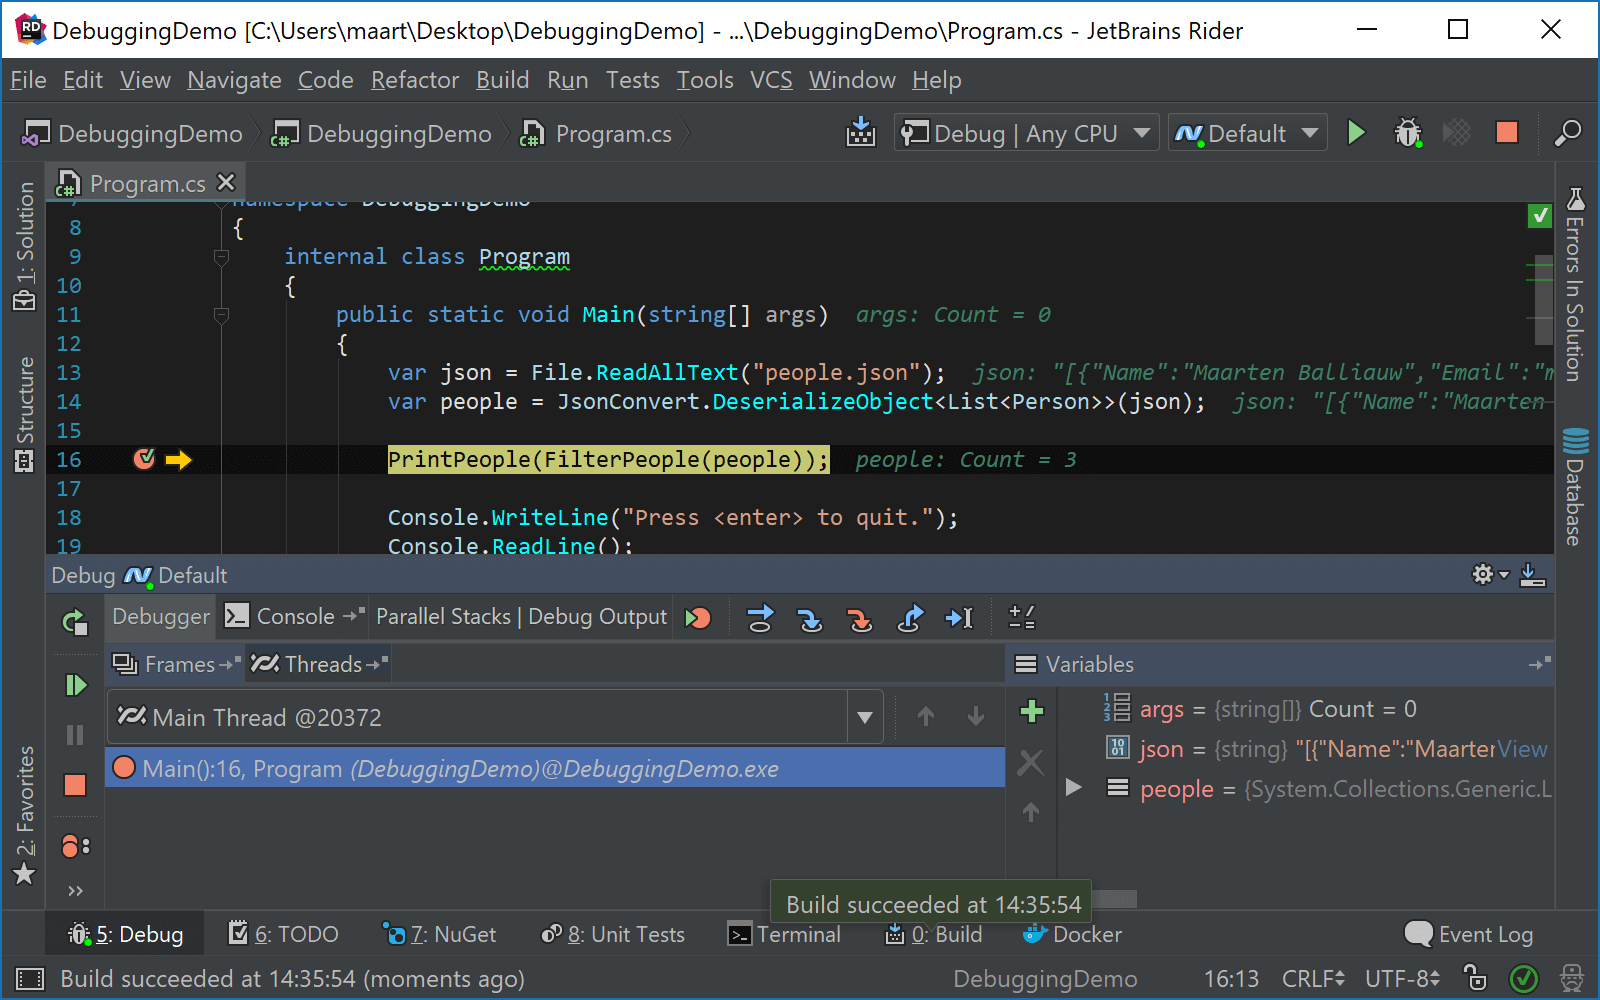 DebuggingDemo [C:\Users\maart\Desktop\DebuggingDemo] - ...\DebuggingDemo\Program.cs - JetBrains Rider
File Edit View Navigate Code Refactor Build Run Tests Tools VCS Window Help
DebuggingDemo DebuggingDemo Program.cs Debug | Any CPU Default
Program.cs
7 namespace DebuggingDemo
8 {
9 internal class Program
10 {
11 public static void Main(string[] args) args: Count = 0
12 {
13 var json = File.ReadAllText("people.json"); json: "[{"Name":"Maarten Balliauw","Email":"m
14 var people = JsonConvert.DeserializeObject<List<Person>>(json); json: "[{"Name":"Maarten
15
16 PrintPeople(FilterPeople(people)); people: Count = 3
17
18 Console.WriteLine("Press <enter> to quit.");
19 Console.ReadLine();
1: Solution
Structure
2: Favorites
Errors In Solution
Database
Debug Default
Debugger Console Parallel Stacks | Debug Output
Frames Threads
Main Thread @20372
Main():16, Program (DebuggingDemo)@DebuggingDemo.exe
Variables
args = {string[]} Count = 0
json = {string} "[{"Name":"Maarten View
people = {System.Collections.Generic.L
Build succeeded at 14:35:54
5: Debug 6: TODO 7: NuGet 8: Unit Tests Terminal 0: Build Docker Event Log
Build succeeded at 14:35:54 (moments ago) DebuggingDemo 16:13 CRLF UTF-8